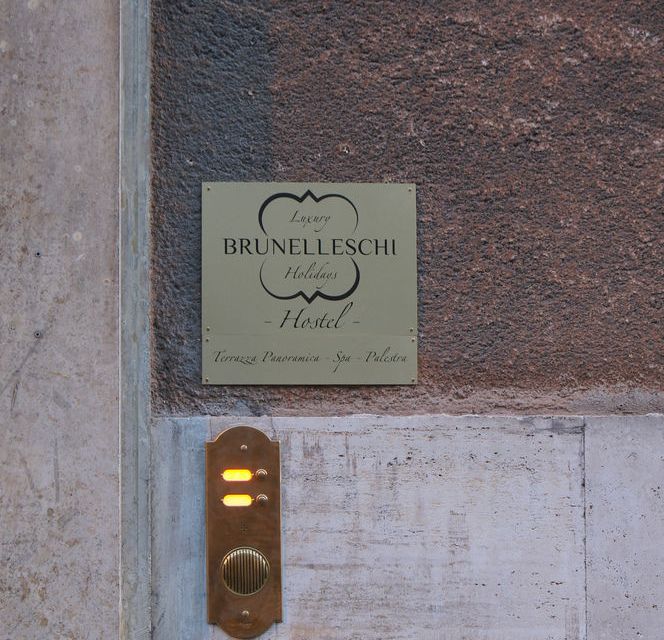 Luxury
BRUNELLESCHI
Holidays
- Hostel -
Terrazza Panoramica - Spa - Palestra